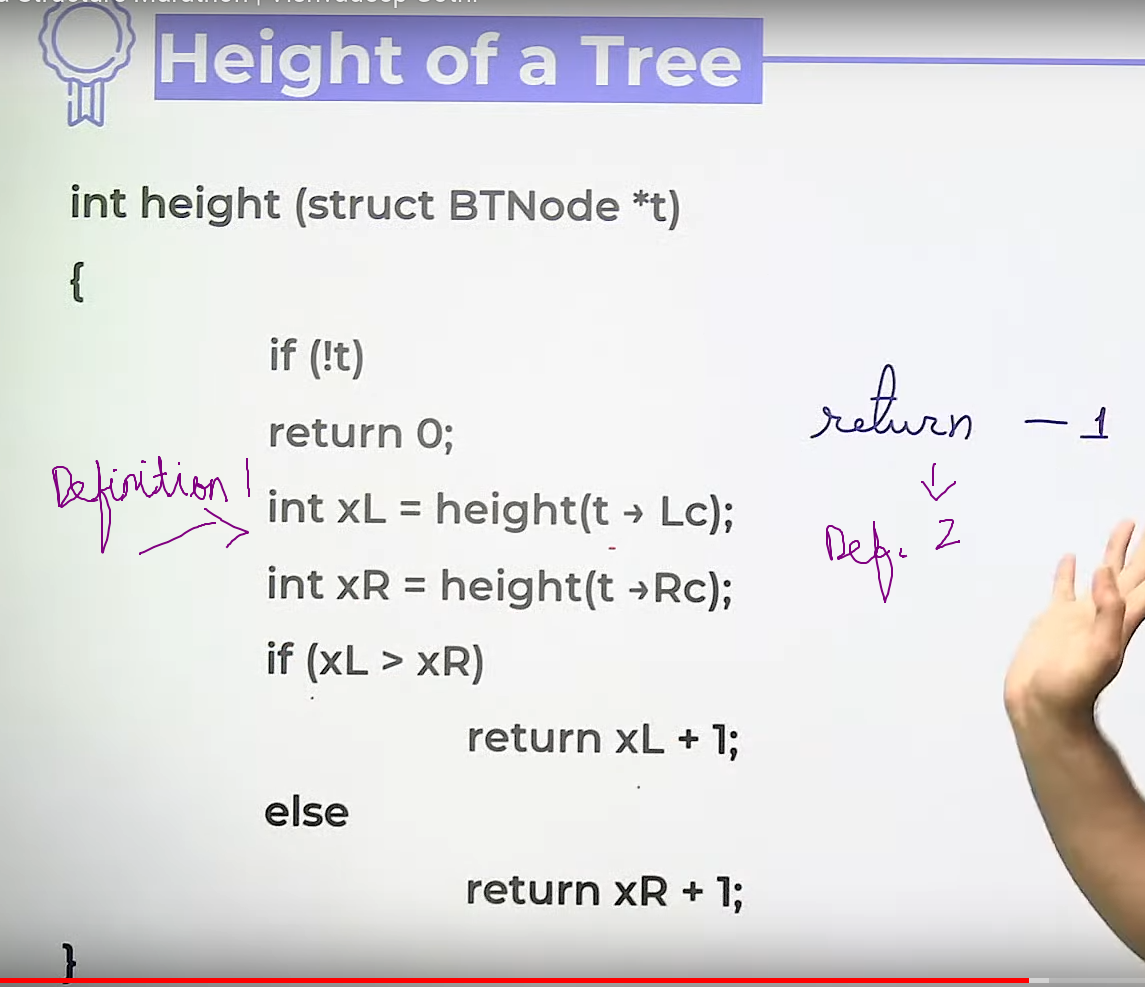 Height of a Tree
int height (struct BTNode *t)
{
if (!t)
return 0;
return - 1
Definition 1
int xL = height(t → Lc);
Def. 2
int xR = height(t →Rc);
if (xL > xR)
return xL + 1;
else
return xR + 1;
}